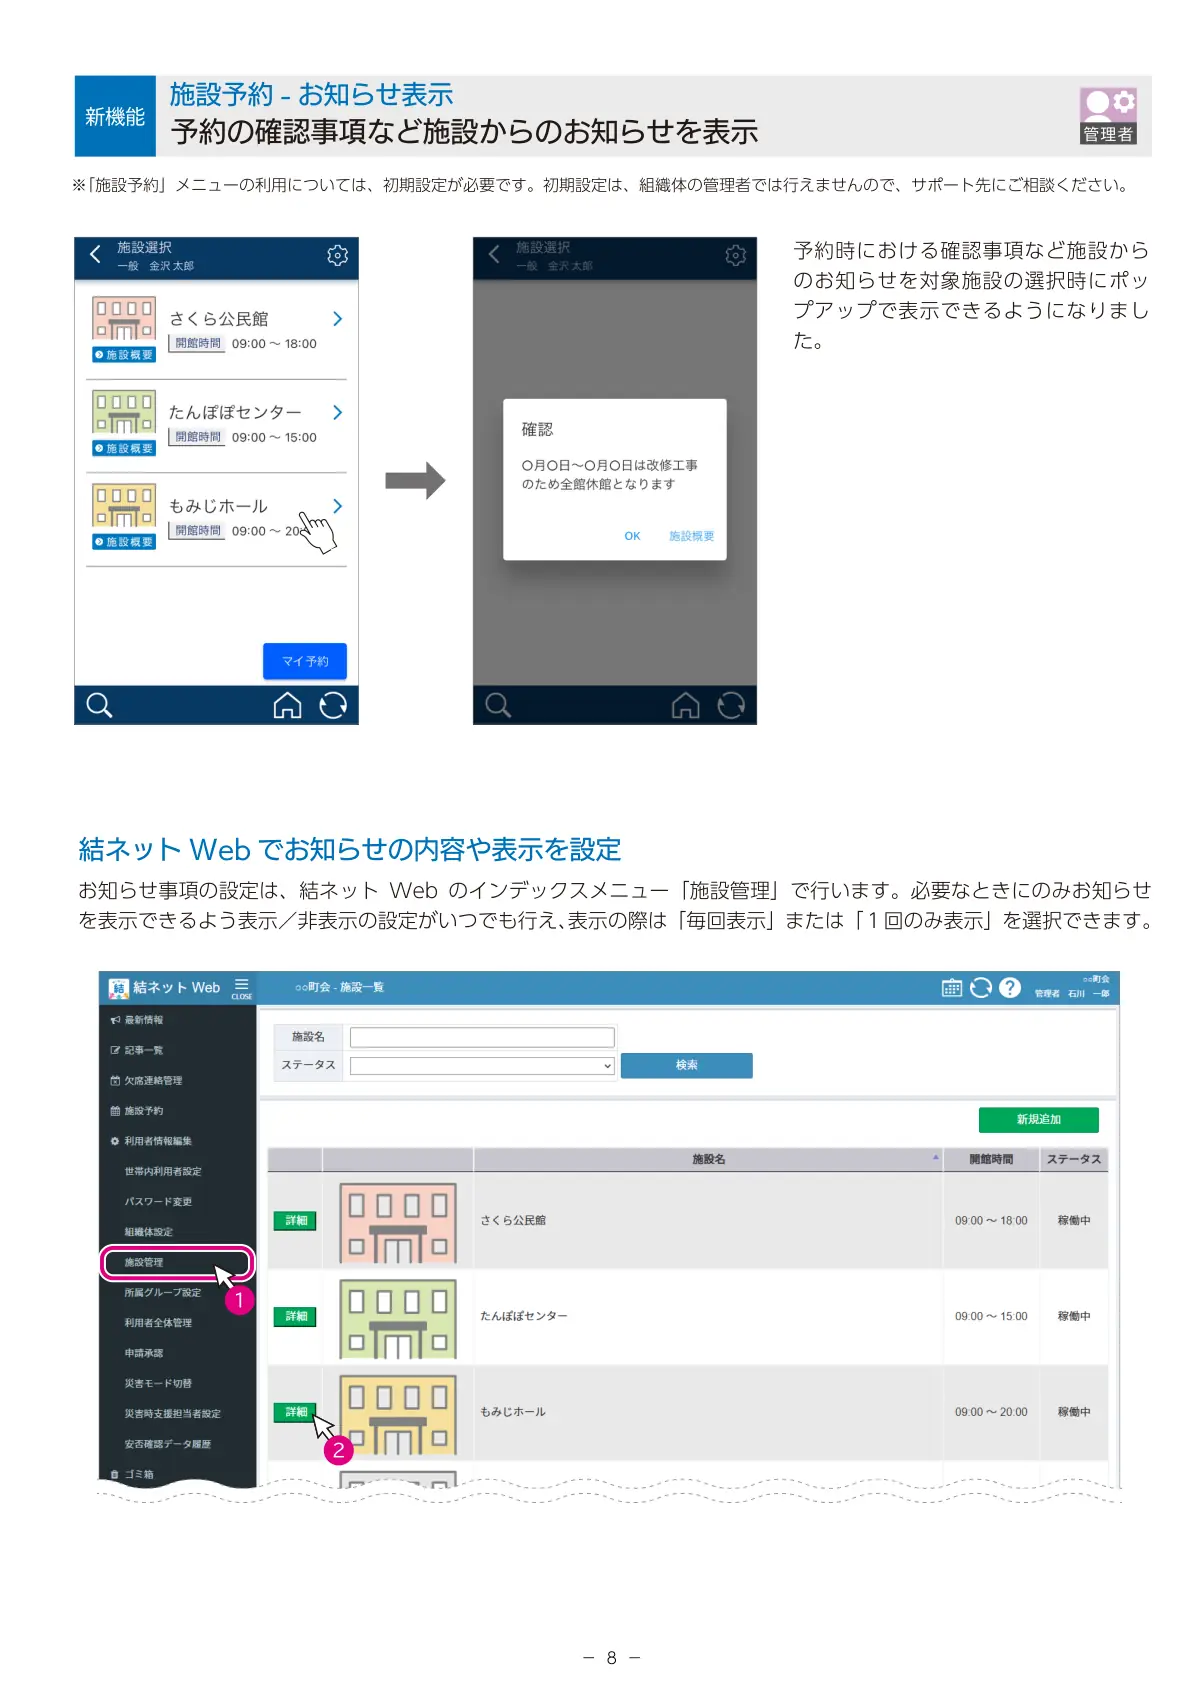 新機能
施設予約 - お知らせ表示
予約の確認事項など施設からのお知らせを表示
管理者
※「施設予約」メニューの利用については、初期設定が必要です。初期設定は、組織体の管理者では行えませんので、サポート先にご相談ください。
施設選択
一般　金沢 太郎
さくら公民館
開館時間 09:00 ～ 18:00
施設概要
たんぽぽセンター
開館時間 09:00 ～ 15:00
施設概要
もみじホール
開館時間 09:00 ～ 20
施設概要
マイ予約
施設選択
一般　金沢 太郎
確認
〇月〇日～〇月〇日は改修工事
のため全館休館となります
OK 施設概要
予約時における確認事項など施設から
のお知らせを対象施設の選択時にポッ
プアップで表示できるようになりまし
た。
結ネット Web でお知らせの内容や表示を設定
お知らせ事項の設定は、結ネット Web のインデックスメニュー「施設管理」で行います。必要なときにのみお知らせ
を表示できるよう表示／非表示の設定がいつでも行え、表示の際は「毎回表示」または「１回のみ表示」を選択できます。
結 結ネット Web
CLOSE
○○町会 - 施設一覧
?
○○町会
管理者　石川　一郎
最新情報
記事一覧
欠席連絡管理
施設予約
利用者情報編集
世帯内利用者設定
パスワード変更
組織体設定
施設管理
1
所属グループ設定
利用者全体管理
申請承認
災害モード切替
災害時支援担当者設定
安否確認データ履歴
ゴミ箱
施設名
ステータス
検索
新規追加
施設名 開館時間 ステータス
詳細 さくら公民館 09:00 ～ 18:00 稼働中
詳細 たんぽぽセンター 09:00 ～ 15:00 稼働中
詳細 もみじホール 09:00 ～ 20:00 稼働中
2
－ 8 －